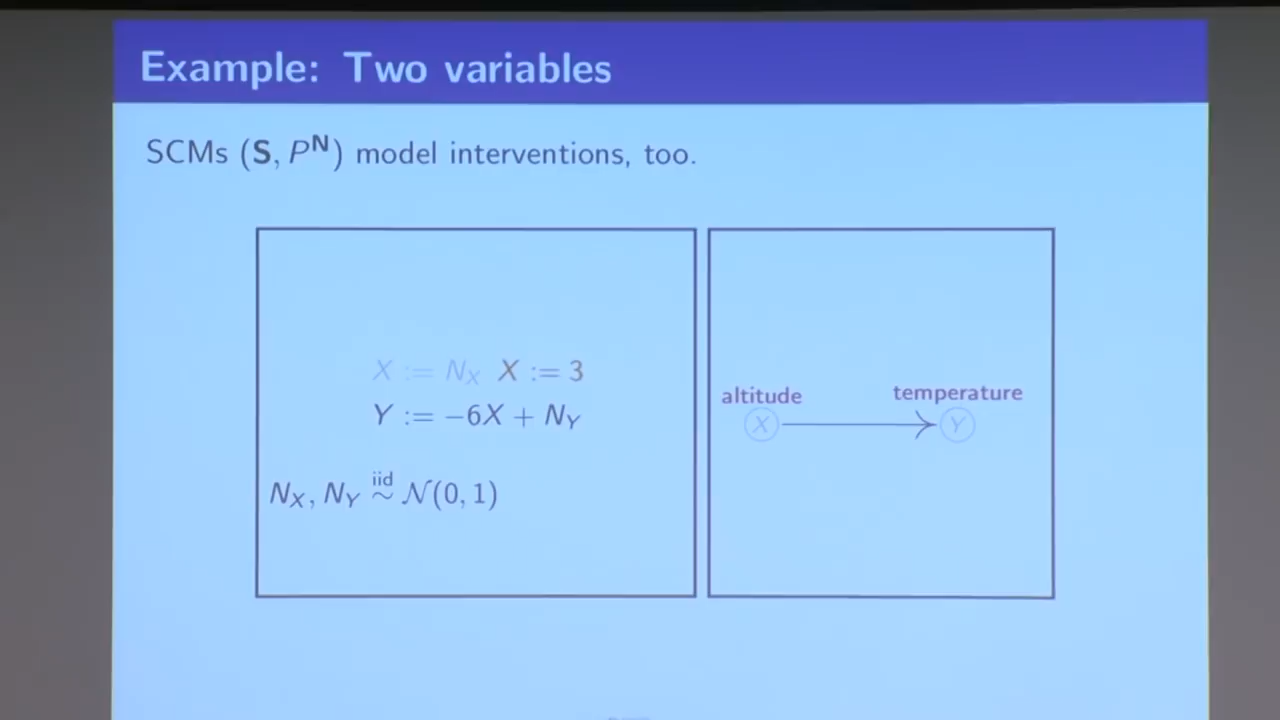 Example: Two variables
SCMs (S, P^N) model interventions, too.
X := N_X X := 3
Y := −6X + N_Y
N_X, N_Y iid ∼ N(0, 1)
altitude
temperature
X
Y